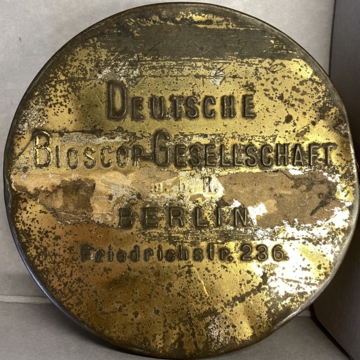 DEUTSCHE
BIOSCOP-GESELLSCHAFT
m.b.H.
BERLIN
Friedrichstr. 236.